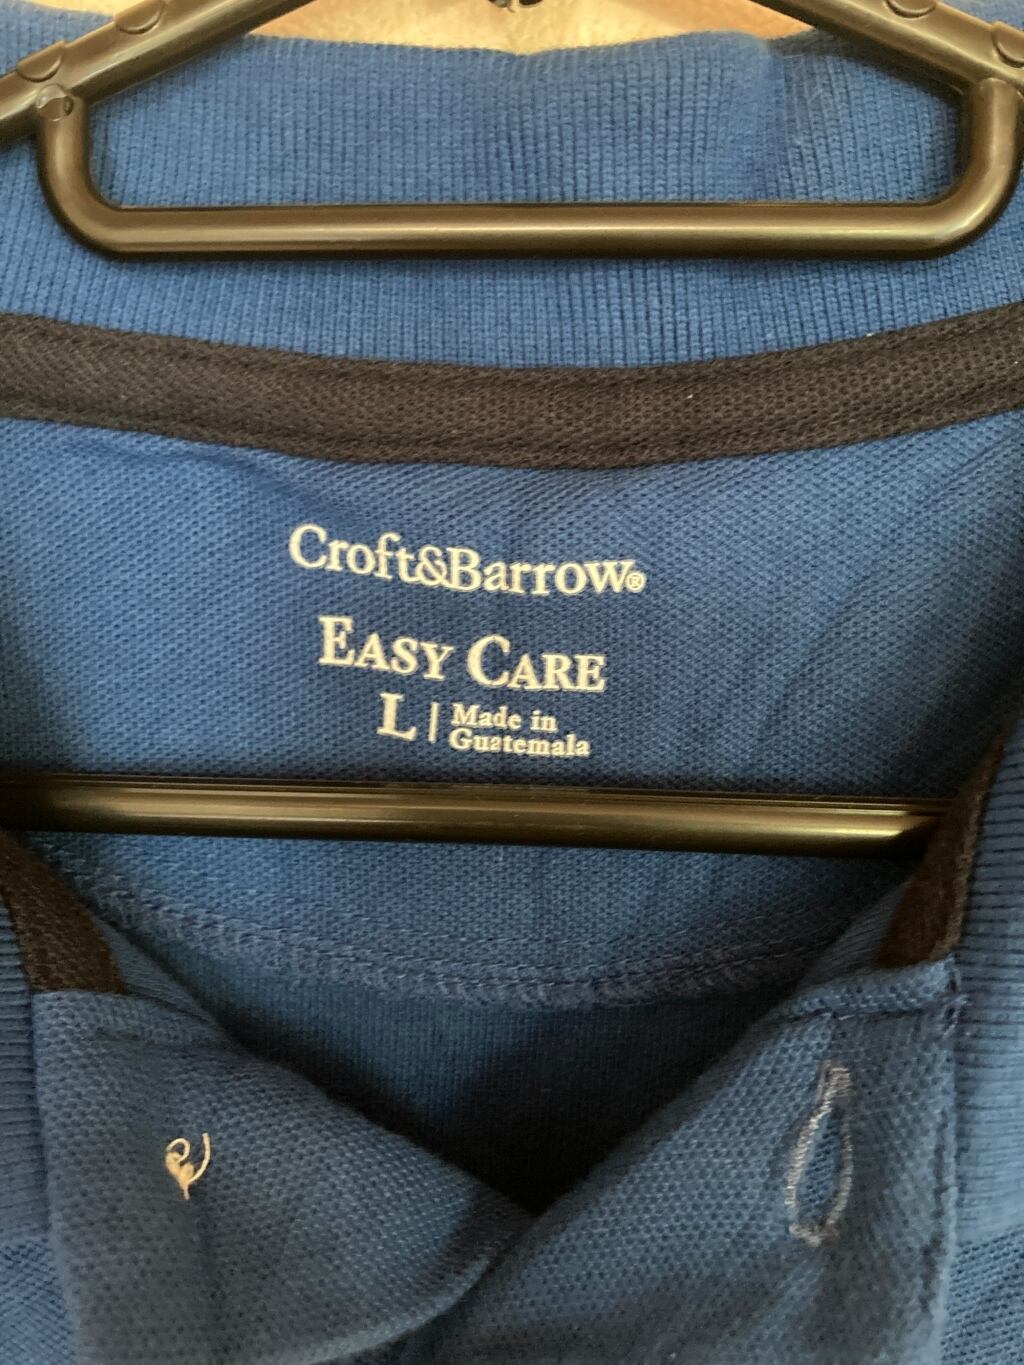 Croft&Barrow®
EASY CARE
L | Made in
Guatemala